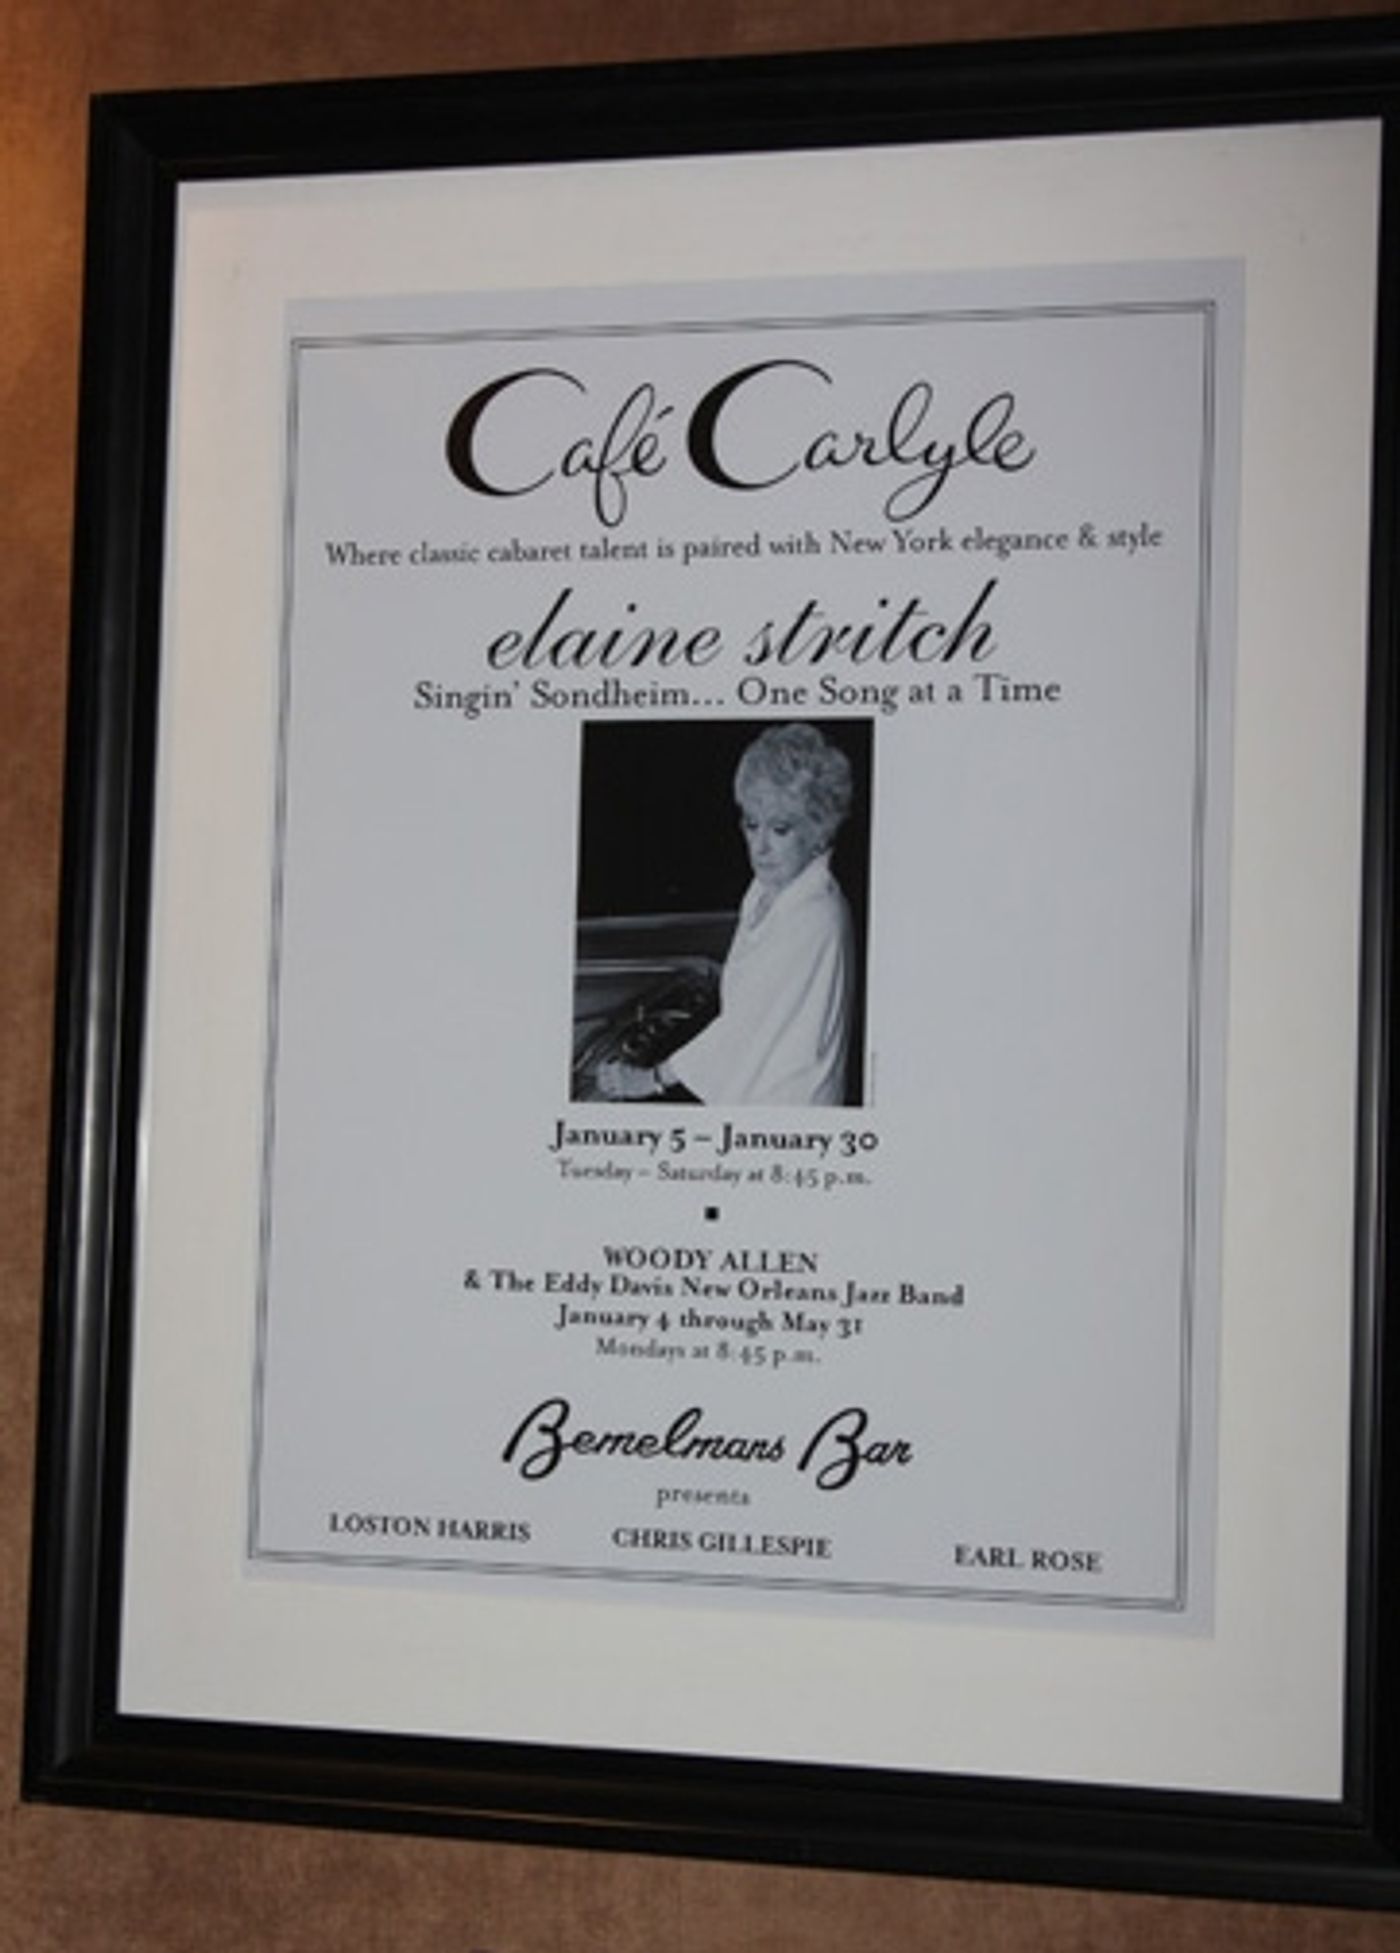 Café Carlyle
Where classic cabaret talent is paired with New York elegance & style
elaine stritch
Singin' Sondheim... One Song at a Time
January 5 – January 30
Tuesday – Saturday at 8:45 p.m.
WOODY ALLEN
& The Eddy Davis New Orleans Jazz Band
January 4 through May 31
Mondays at 8:45 p.m.
Bemelmans Bar
presents
LOSTON HARRIS CHRIS GILLESPIE EARL ROSE